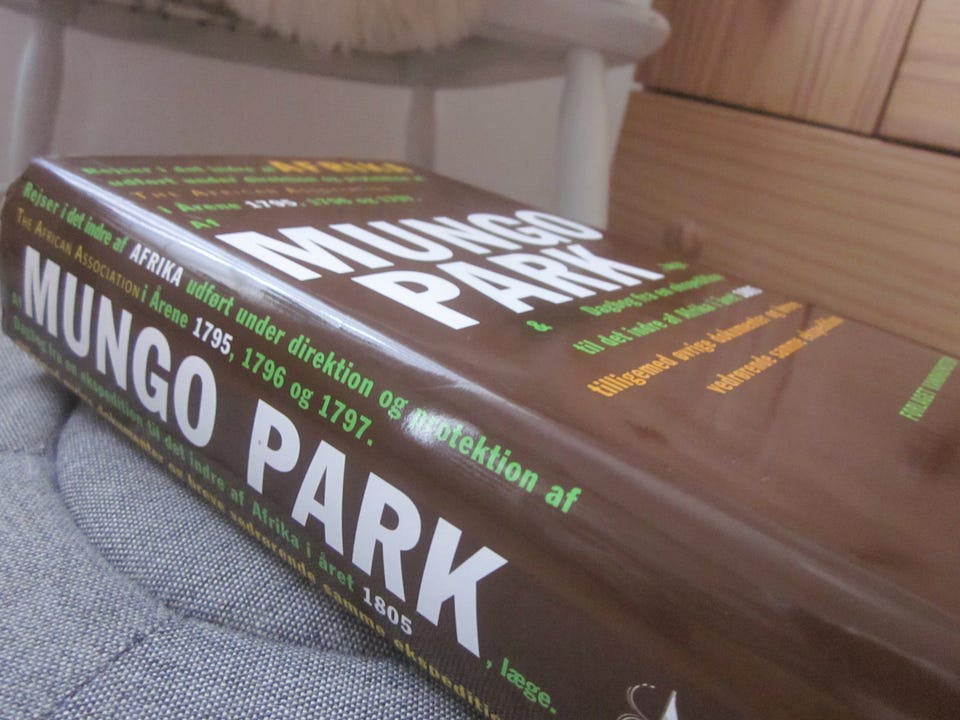 Rejser i det indre af AFRIKA
udført under direktion og protektion af
THE AFRICAN ASSOCIATION
i Årene 1795, 1796 og 1797.
Af
MUNGO
PARK
, læge.
& Dagbog fra en ekspedition
til det indre af Afrika i året 1805
tilligemed øvrige dokumenter og breve
vedrørende samme ekspedition
FORLAGET
Rejser i det indre af AFRIKA udført under direktion og protektion af
THE AFRICAN ASSOCIATION i Årene 1795, 1796 og 1797.
Af
MUNGO PARK, læge.
Dagbog fra en ekspedition til det indre af Afrika i året 1805
øvrige dokumenter og breve vedrørende samme